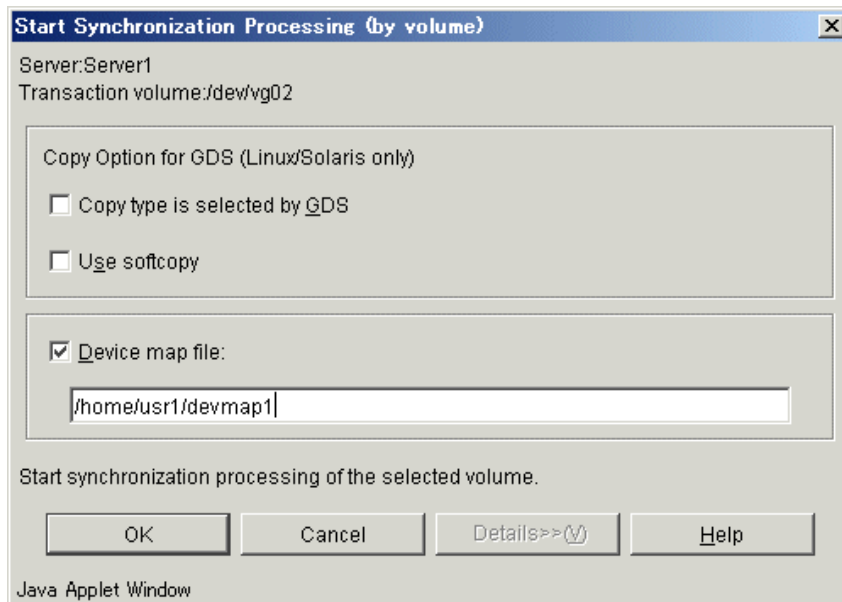 Start Synchronization Processing (by volume)
Server:Server1
Transaction volume:/dev/vg02
Copy Option for GDS (Linux/Solaris only)
Copy type is selected by GDS
Use softcopy
Device map file:
/home/usr1/devmap1
Start synchronization processing of the selected volume.
OK Cancel Details>>(V) Help
Java Applet Window